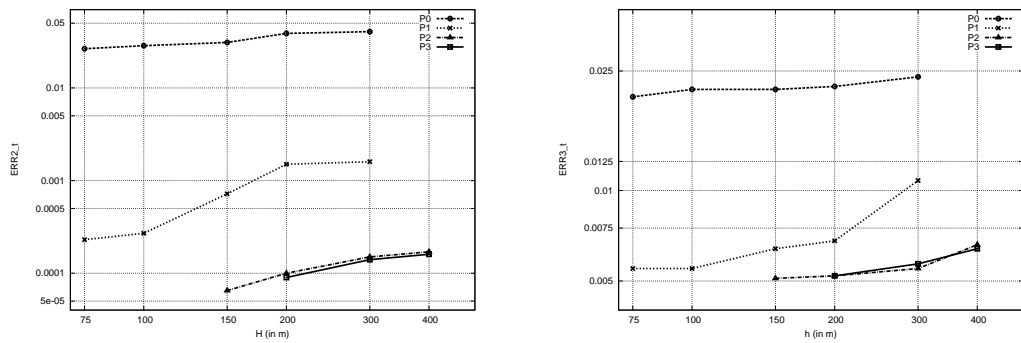 0.05
0.01
0.005
0.001
0.0005
0.0001
5e-05
75 100 150 200 300 400
ERR2_t
H (in m)
P0
P1
P2
P3
0.025
0.0125
0.01
0.0075
0.005
75 100 150 200 300 400
ERR3_t
h (in m)
P0
P1
P2
P3